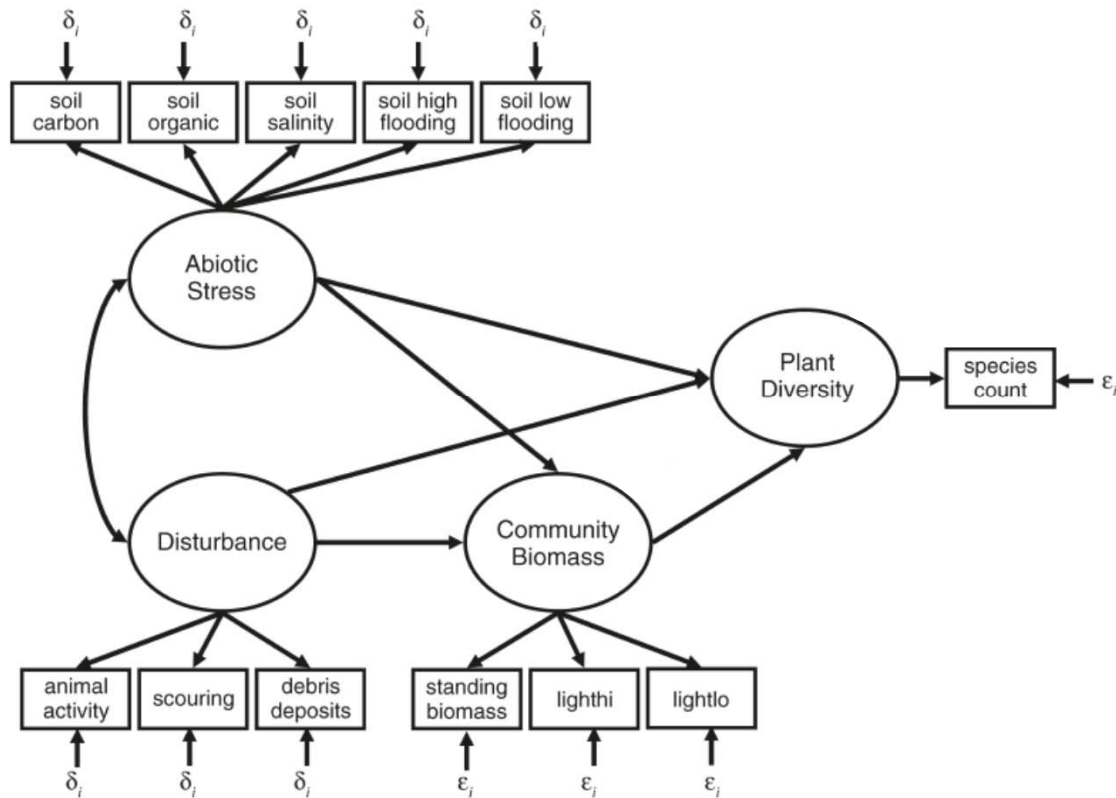 δi δi δi δi δi
soil carbon
soil organic
soil salinity
soil high flooding
soil low flooding
Abiotic
Stress
Plant
Diversity
species
count
εi
Disturbance
Community
Biomass
animal
activity
scouring
debris
deposits
standing
biomass
lighthi
lightlo
δi δi δi εi εi εi